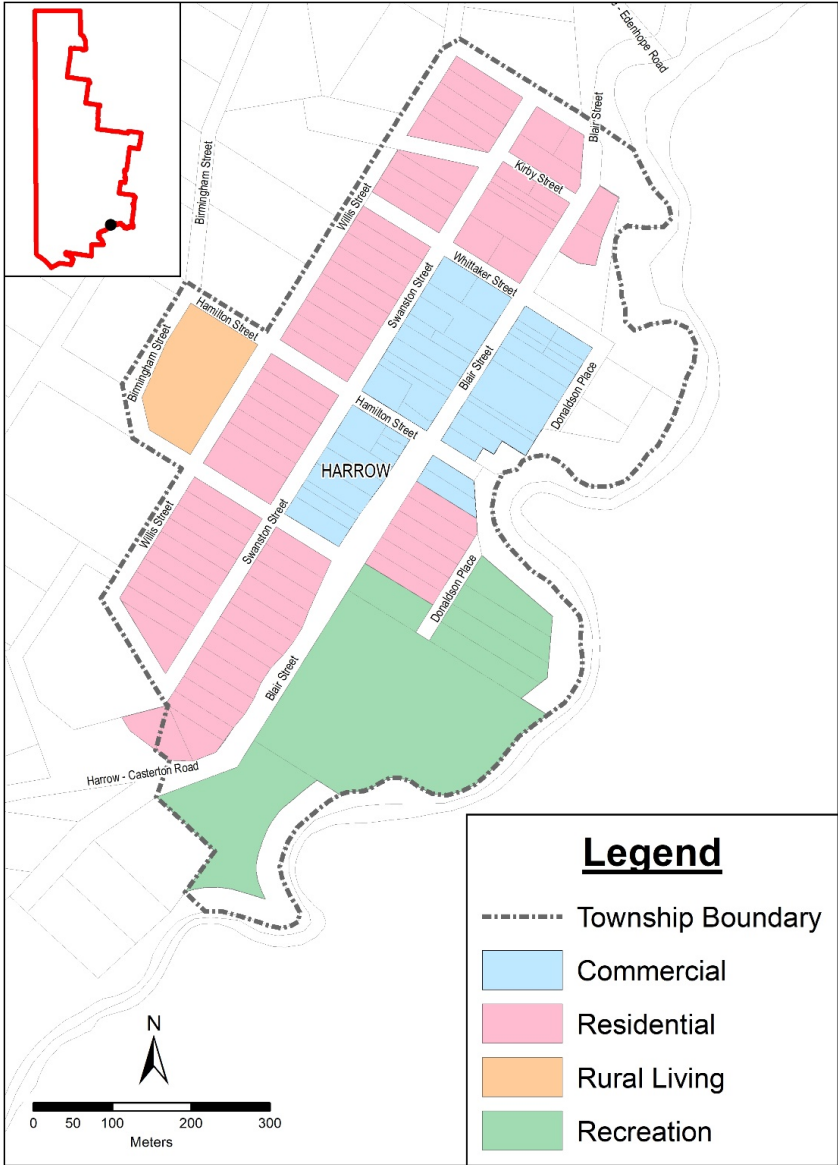 - Edenhope Road
Blair Street
Birmingham Street
Kirby Street
Willis Street
Whittaker Street
Swanston Street
Hamilton Street
Birmingham Street
Blair Street
Donaldson Place
Hamilton Street
HARROW
Willis Street
Swanston Street
Donaldson Place
Blair Street
Harrow - Casterton Road
Legend
Township Boundary
Commercial
Residential
Rural Living
Recreation
N
0 50 100 200 300
Meters